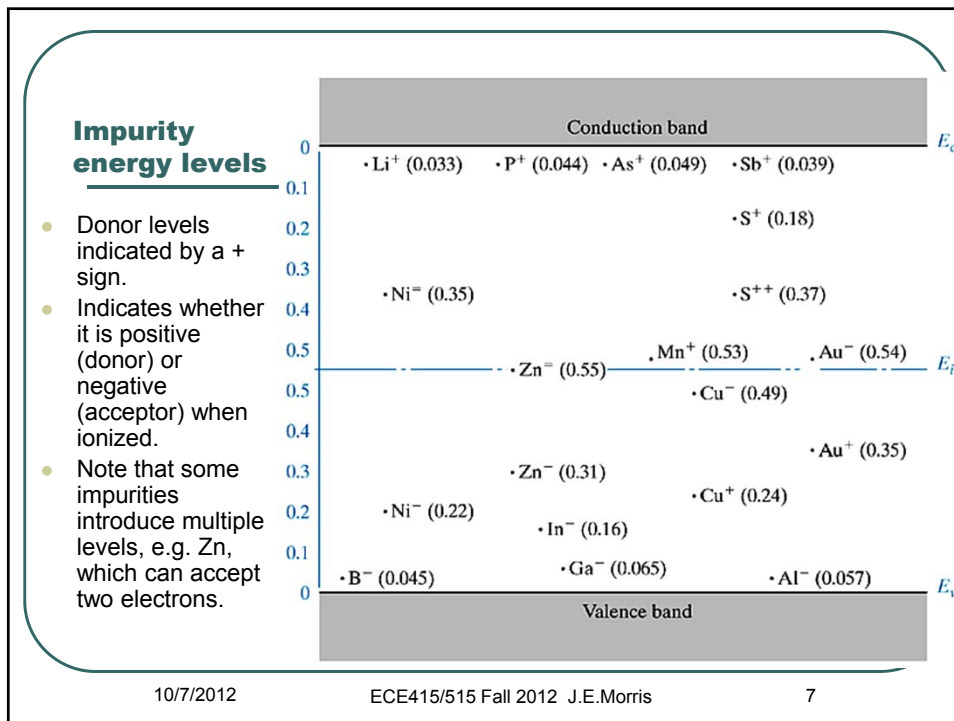 Impurity
energy levels
• Donor levels
indicated by a +
sign.
• Indicates whether
it is positive
(donor) or
negative
(acceptor) when
ionized.
• Note that some
impurities
introduce multiple
levels, e.g. Zn,
which can accept
two electrons.
Conduction band
0
E
0.1
0.2
0.3
0.4
0.5
E_i
0.5
0.4
0.3
0.2
0.1
0
E
·Li⁺ (0.033) ·P⁺ (0.044) ·As⁺ (0.049) ·Sb⁺ (0.039)
·S⁺ (0.18)
·Ni⁼ (0.35) ·S⁺⁺ (0.37)
·Mn⁺ (0.53) ·Au⁻ (0.54)
·Zn⁼ (0.55)
·Cu⁻ (0.49)
·Au⁺ (0.35)
·Zn⁻ (0.31)
·Cu⁺ (0.24)
·Ni⁻ (0.22)
·In⁻ (0.16)
·Ga⁻ (0.065)
·B⁻ (0.045) ·Al⁻ (0.057)
Valence band
10/7/2012 ECE415/515 Fall 2012 J.E.Morris 7